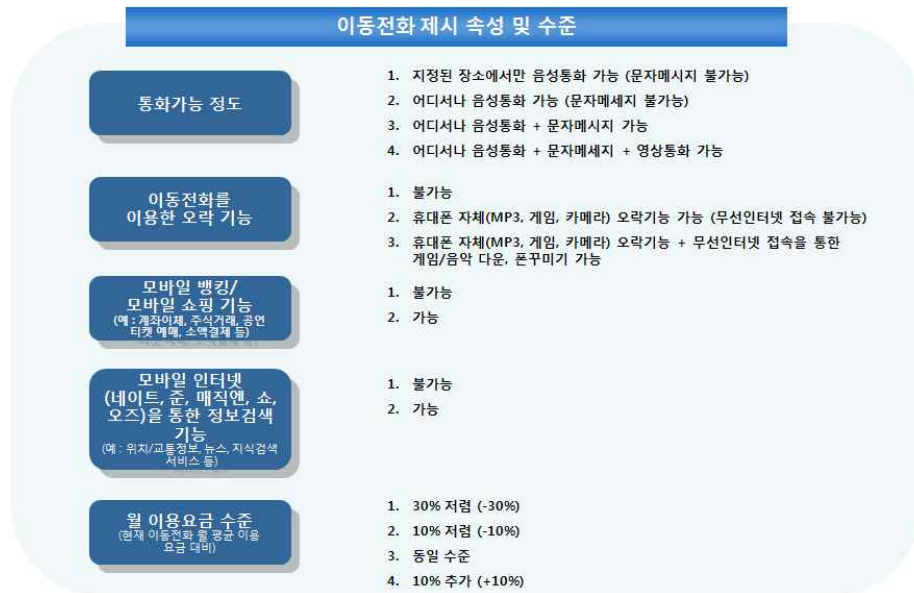 이동전화 제시 속성 및 수준
통화가능 정도
1. 지정된 장소에서만 음성통화 가능 (문자메시지 불가능)
2. 어디서나 음성통화 가능 (문자메세지 불가능)
3. 어디서나 음성통화 + 문자메시지 가능
4. 어디서나 음성통화 + 문자메세지 + 영상통화 가능
이동전화를
이용한 오락 기능
1. 불가능
2. 휴대폰 자체(MP3, 게임, 카메라) 오락기능 가능 (무선인터넷 접속 불가능)
3. 휴대폰 자체(MP3, 게임, 카메라) 오락기능 + 무선인터넷 접속을 통한
게임/음악 다운, 폰꾸미기 가능
모바일 뱅킹/
모바일 쇼핑 기능
(예 : 계좌이체, 주식거래, 공연
티켓 예매, 소액결제 등)
1. 불가능
2. 가능
모바일 인터넷
(네이트, 준, 매직엔, 쇼,
오즈)을 통한 정보검색
기능
(예 : 위치/교통정보, 뉴스, 지식검색
서비스 등)
1. 불가능
2. 가능
월 이용요금 수준
(현재 이동전화 월 평균 이용
요금 대비)
1. 30% 저렴 (-30%)
2. 10% 저렴 (-10%)
3. 동일 수준
4. 10% 추가 (+10%)